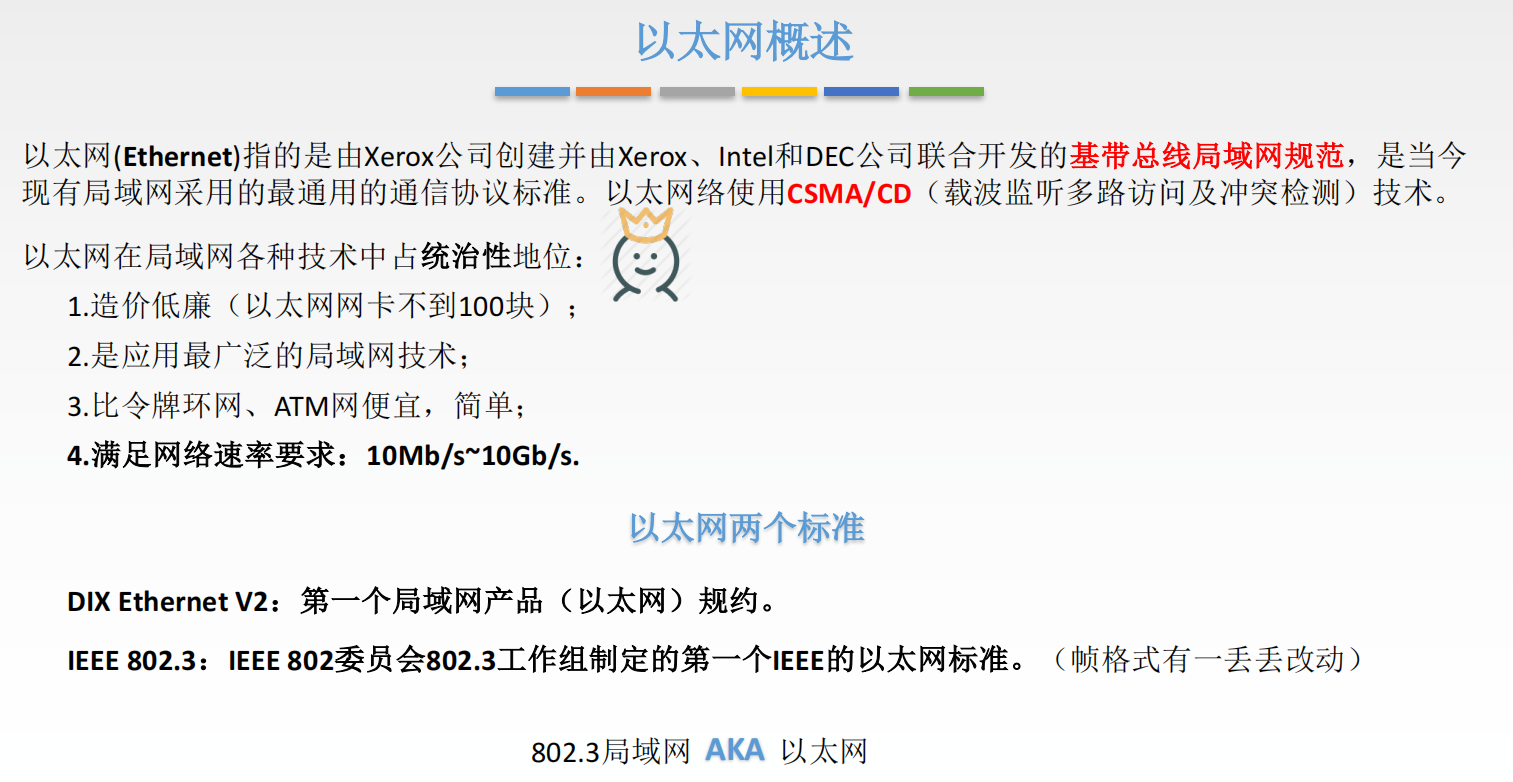 以太网概述
以太网(Ethernet)指的是由Xerox公司创建并由Xerox、Intel和DEC公司联合开发的基带总线局域网规范，是当今
现有局域网采用的最通用的通信协议标准。以太网络使用CSMA/CD（载波监听多路访问及冲突检测）技术。
以太网在局域网各种技术中占统治性地位：
1.造价低廉（以太网网卡不到100块）；
2.是应用最广泛的局域网技术；
3.比令牌环网、ATM网便宜，简单；
4.满足网络速率要求：10Mb/s~10Gb/s.
以太网两个标准
DIX Ethernet V2：第一个局域网产品（以太网）规约。
IEEE 802.3：IEEE 802委员会802.3工作组制定的第一个IEEE的以太网标准。（帧格式有一丢丢改动）
802.3局域网 AKA 以太网